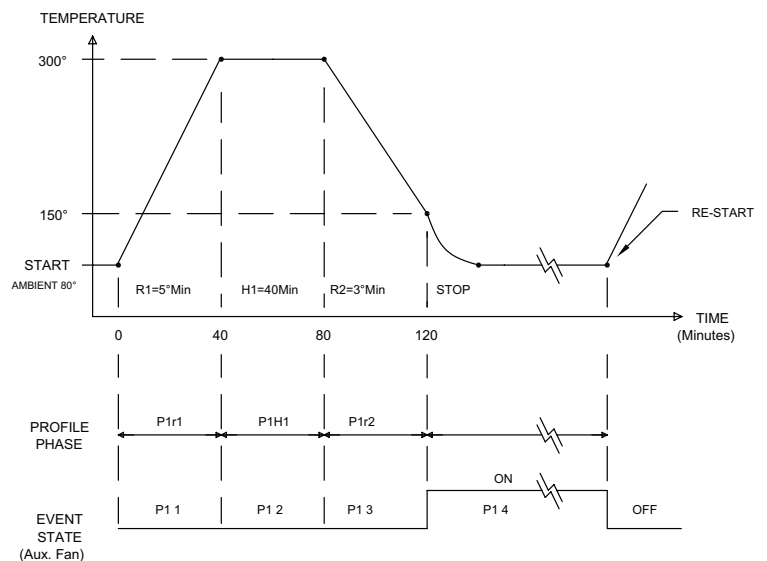 TEMPERATURE
300°
150°
START
AMBIENT 80°
R1=5°Min
H1=40Min
R2=3°Min
STOP
RE-START
TIME
(Minutes)
0
40
80
120
PROFILE
PHASE
P1r1
P1H1
P1r2
EVENT
STATE
(Aux. Fan)
P1 1
P1 2
P1 3
ON
P1 4
OFF